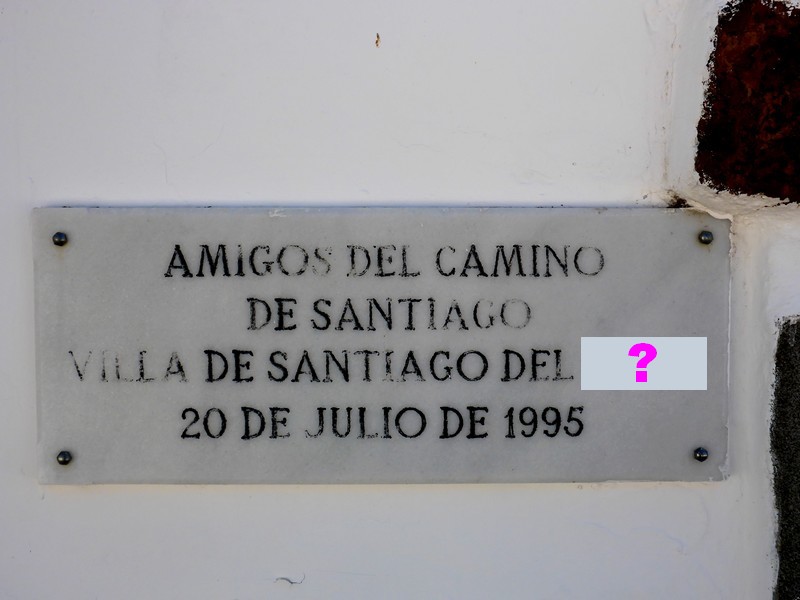 AMIGOS DEL CAMINO
DE SANTIAGO
VILLA DE SANTIAGO DEL
20 DE JULIO DE 1995